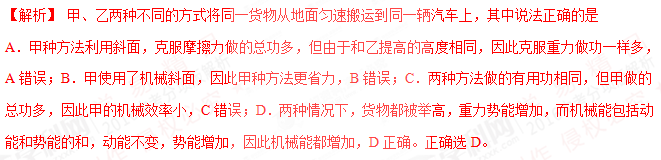 【解析】 甲、乙两种不同的方式将同一货物从地面匀速搬运到同一辆汽车上，其中说法正确的是
A．甲种方法利用斜面，克服摩擦力做的总功多，但由于和乙提高的高度相同，因此克服重力做功一样多，
A 错误；B．甲使用了机械斜面，因此甲种方法更省力，B 错误；C．两种方法做的有用功相同，但甲做的
总功多，因此甲的机械效率小，C 错误；D．两种情况下，货物都被举高，重力势能增加，而机械能包括动
能和势能的和，动能不变，势能增加，因此机械能都增加，D 正确。正确选 D。